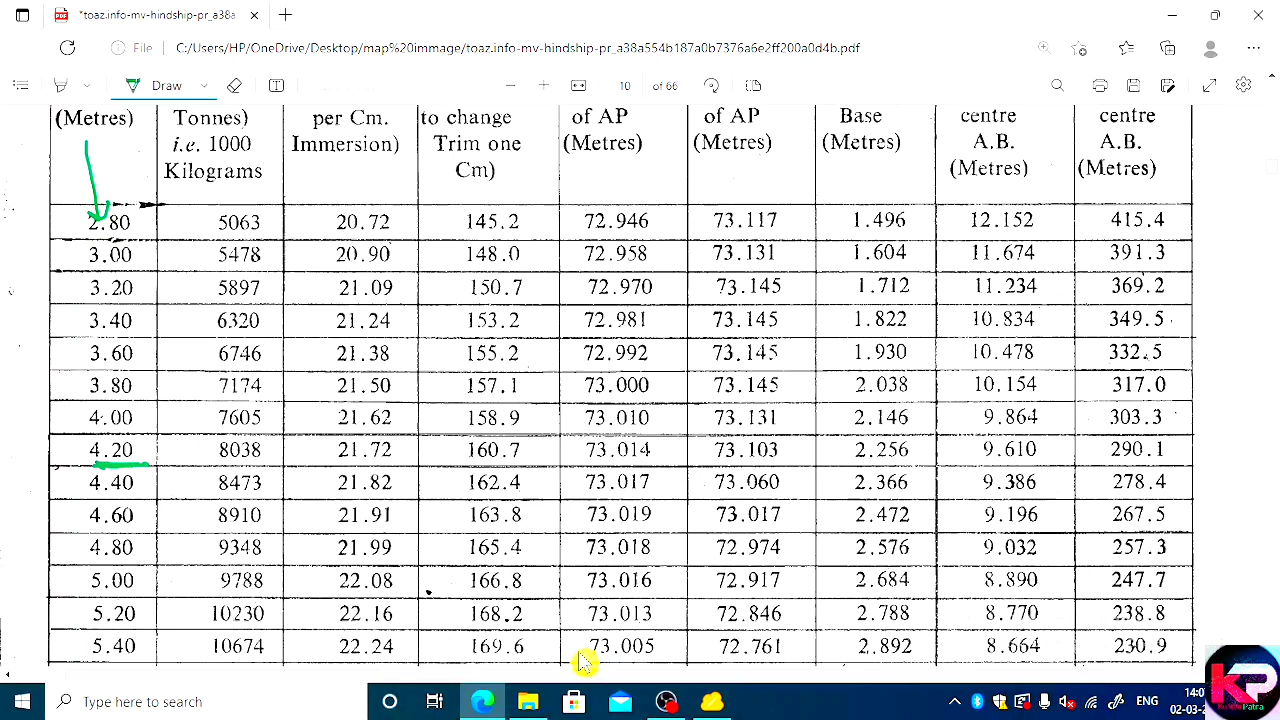 *toaz.info-mv-hindship-pr_a38a
File C:/Users/HP/OneDrive/Desktop/map%20immage/toaz.info-mv-hindship-pr_a38a554b187a0b7376a6e2ff200a0d4b.pdf
Draw 10 of 66
(Metres) Tonnes) per Cm. to change of AP of AP Base centre centre
i.e. 1000 Immersion) Trim one (Metres) (Metres) (Metres) A.B. A.B.
Kilograms Cm) (Metres) (Metres)
2.80 5063 20.72 145.2 72.946 73.117 1.496 12.152 415.4
3.00 5478 20.90 148.0 72.958 73.131 1.604 11.674 391.3
3.20 5897 21.09 150.7 72.970 73.145 1.712 11.234 369.2
3.40 6320 21.24 153.2 72.981 73.145 1.822 10.834 349.5
3.60 6746 21.38 155.2 72.992 73.145 1.930 10.478 332.5
3.80 7174 21.50 157.1 73.000 73.145 2.038 10.154 317.0
4.00 7605 21.62 158.9 73.010 73.131 2.146 9.864 303.3
4.20 8038 21.72 160.7 73.014 73.103 2.256 9.610 290.1
4.40 8473 21.82 162.4 73.017 73.060 2.366 9.386 278.4
4.60 8910 21.91 163.8 73.019 73.017 2.472 9.196 267.5
4.80 9348 21.99 165.4 73.018 72.974 2.576 9.032 257.3
5.00 9788 22.08 166.8 73.016 72.917 2.684 8.890 247.7
5.20 10230 22.16 168.2 73.013 72.846 2.788 8.770 238.8
5.40 10674 22.24 169.6 73.005 72.761 2.892 8.664 230.9
Type here to search ENG 14:0
02-03-2
KP
Patra